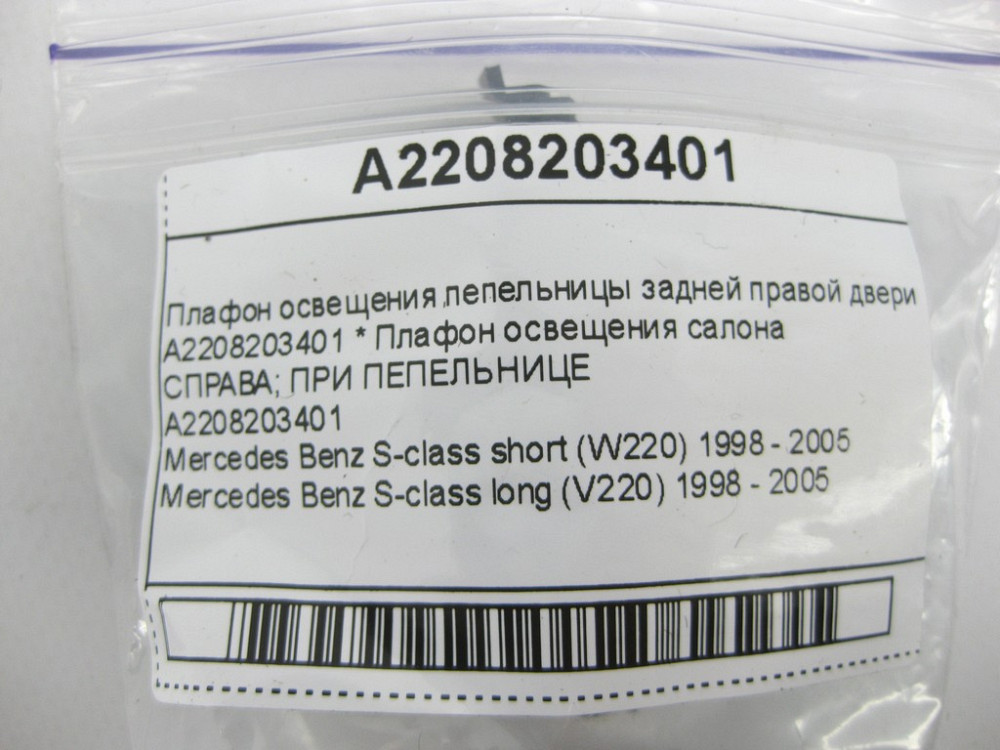 A2208203401
Плафон освещения пепельницы задней правой двери
A2208203401 * Плафон освещения салона
СПРАВА; ПРИ ПЕПЕЛЬНИЦЕ
A2208203401
Mercedes Benz S-class short (W220) 1998 - 2005
Mercedes Benz S-class long (V220) 1998 - 2005